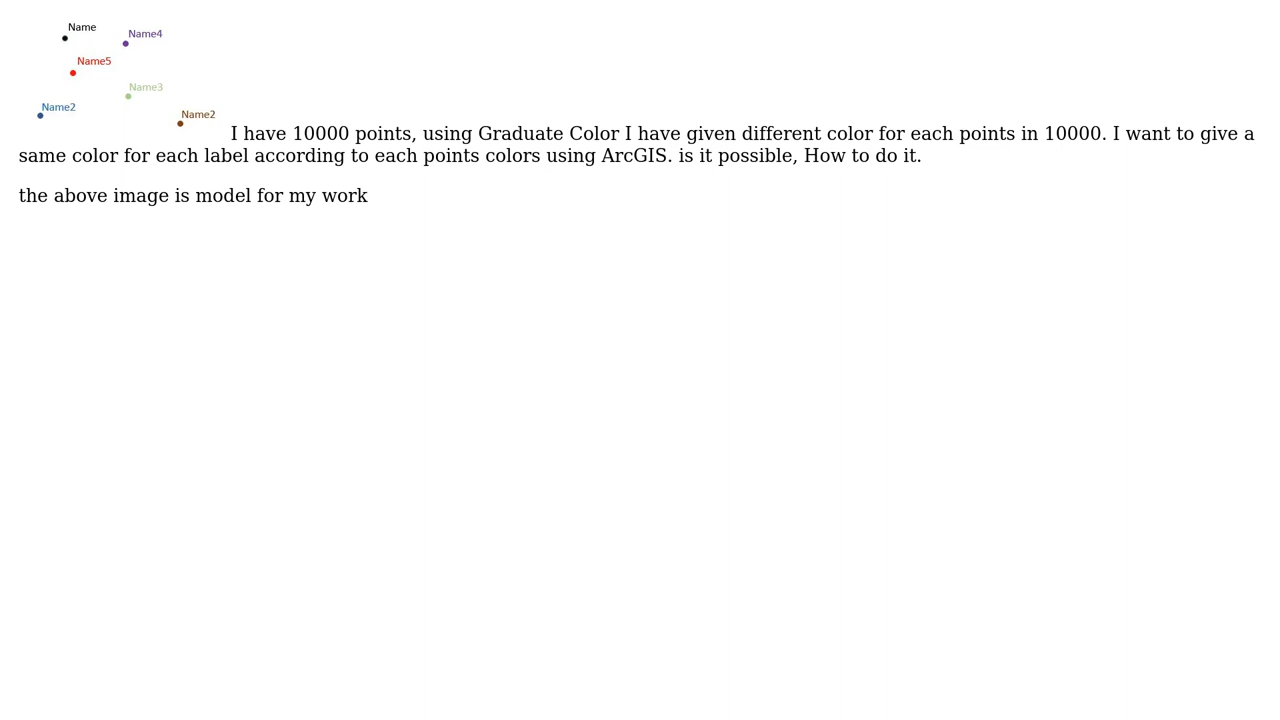 Name
Name4
Name5
Name3
Name2
Name2
I have 10000 points, using Graduate Color I have given different color for each points in 10000. I want to give a
same color for each label according to each points colors using ArcGIS. is it possible, How to do it.
the above image is model for my work